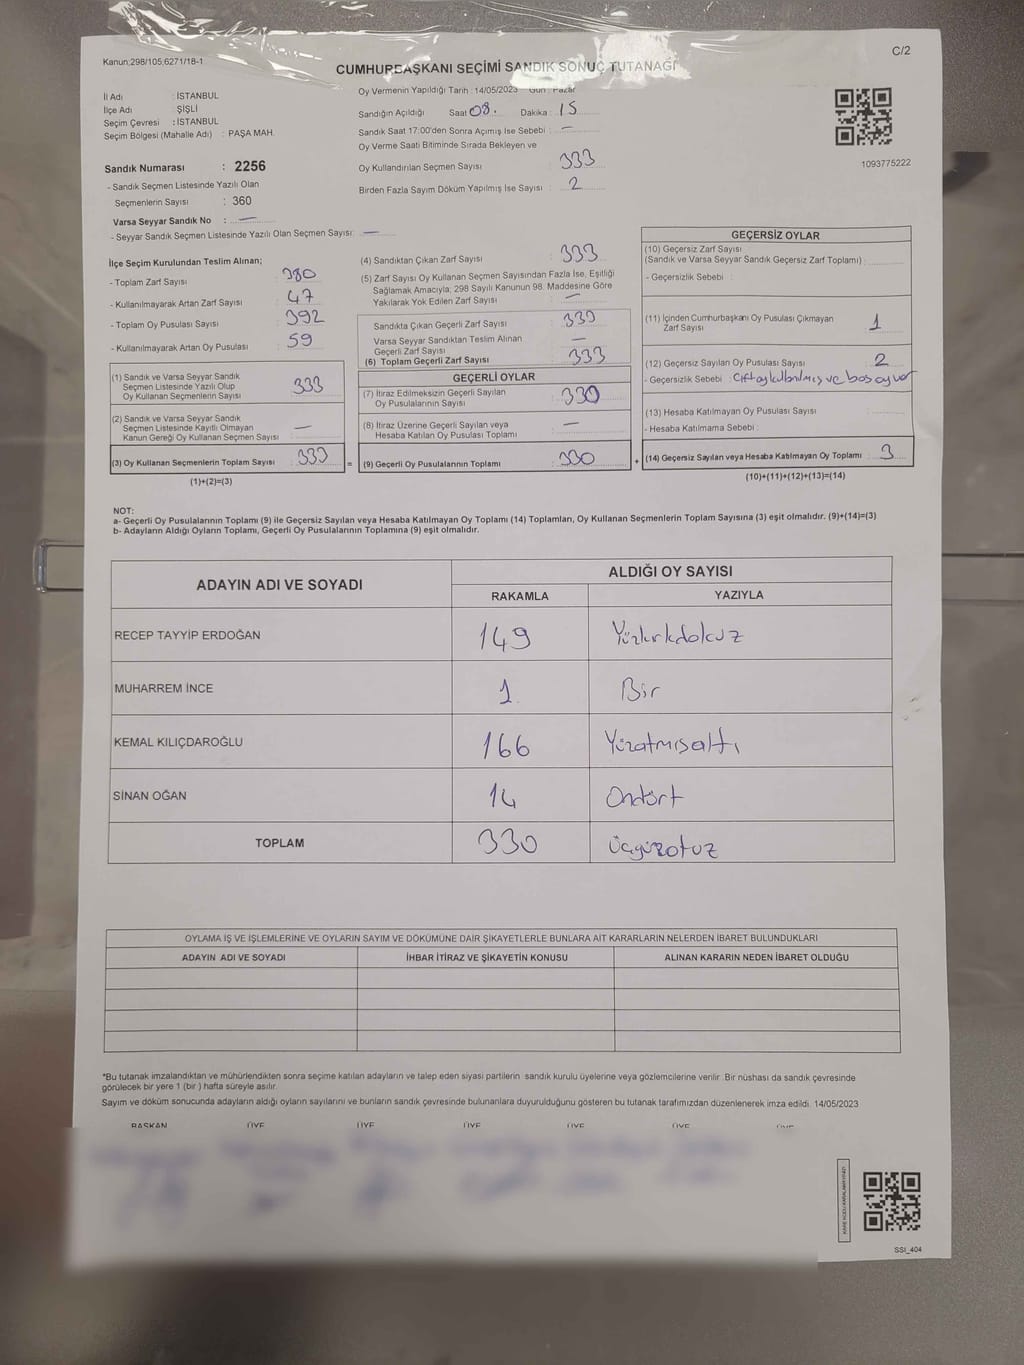 C/2
Kanun;298/105,6271/18-1
CUMHURBAŞKANI SEÇİMİ SANDIK SONUÇ TUTANAĞI
İl Adı : İSTANBUL
İlçe Adı : ŞİŞLİ
Seçim Çevresi : İSTANBUL
Seçim Bölgesi (Mahalle Adı) : PAŞA MAH.
Sandık Numarası : 2256
- Sandık Seçmen Listesinde Yazılı Olan
Seçmenlerin Sayısı : 360
Varsa Seyyar Sandık No : —
- Seyyar Sandık Seçmen Listesinde Yazılı Olan Seçmen Sayısı: —
Oy Vermenin Yapıldığı Tarih : 14/05/2023 Gün : Pazar
Sandığın Açıldığı Saat 08. Dakika : 15
Sandık Saat 17:00'den Sonra Açımış İse Sebebi : —
Oy Verme Saati Bitiminde Sırada Bekleyen ve
Oy Kullandırılan Seçmen Sayısı : 333
Birden Fazla Sayım Döküm Yapılmış İse Sayısı : 2
1093775222
İlçe Seçim Kurulundan Teslim Alınan;
- Toplam Zarf Sayısı : 380
- Kullanılmayarak Artan Zarf Sayısı : 47
- Toplam Oy Pusulası Sayısı : 392
- Kullanılmayarak Artan Oy Pusulası : 59
(1) Sandık ve Varsa Seyyar Sandık
Seçmen Listesinde Yazılı Olup
Oy Kullanan Seçmenlerin Sayısı : 333
(2) Sandık ve Varsa Seyyar Sandık
Seçmen Listesinde Kayıtlı Olmayan
Kanun Gereği Oy Kullanan Seçmen Sayısı : —
(3) Oy Kullanan Seçmenlerin Toplam Sayısı : 333
(1)+(2)=(3)
(4) Sandıktan Çıkan Zarf Sayısı : 333
(5) Zarf Sayısı Oy Kullanan Seçmen Sayısından Fazla İse, Eşitliği
Sağlamak Amacıyla; 298 Sayılı Kanunun 98. Maddesine Göre
Yakılarak Yok Edilen Zarf Sayısı : —
Sandıkta Çıkan Geçerli Zarf Sayısı : 333
Varsa Seyyar Sandıktan Teslim Alınan
Geçerli Zarf Sayısı : —
(6) Toplam Geçerli Zarf Sayısı : 333
GEÇERLİ OYLAR
(7) İtiraz Edilmeksizin Geçerli Sayılan
Oy Pusulalarının Sayısı : 330
(8) İtiraz Üzerine Geçerli Sayılan veya
Hesaba Katılan Oy Pusulası Toplamı : —
= (9) Geçerli Oy Pusulalarının Toplamı : 330 +
GEÇERSİZ OYLAR
(10) Geçersiz Zarf Sayısı
(Sandık ve Varsa Seyyar Sandık Geçersiz Zarf Toplamı) :
- Geçersizlik Sebebi :
(11) İçinden Cumhurbaşkanı Oy Pusulası Çıkmayan
Zarf Sayısı : 1
(12) Geçersiz Sayılan Oy Pusulası Sayısı : 2
- Geçersizlik Sebebi : Çift oy kullanılmış ve boş oy var
(13) Hesaba Katılmayan Oy Pusulası Sayısı :
- Hesaba Katılmama Sebebi :
(14) Geçersiz Sayılan veya Hesaba Katılmayan Oy Toplamı : 3
(10)+(11)+(12)+(13)=(14)
NOT:
a- Geçerli Oy Pusulalarının Toplamı (9) ile Geçersiz Sayılan veya Hesaba Katılmayan Oy Toplamı (14) Toplamları, Oy Kullanan Seçmenlerin Toplam Sayısına (3) eşit olmalıdır. (9)+(14)=(3)
b- Adayların Aldığı Oyların Toplamı, Geçerli Oy Pusulalarının Toplamına (9) eşit olmalıdır.
ADAYIN ADI VE SOYADI
ALDIĞI OY SAYISI
RAKAMLA YAZIYLA
RECEP TAYYİP ERDOĞAN 149 Yüzkırkdokuz
MUHARREM İNCE 1 Bir
KEMAL KILIÇDAROĞLU 166 Yüzatmışaltı
SİNAN OĞAN 14 Ondört
TOPLAM 330 Üçyüzotuz
OYLAMA İŞ VE İŞLEMLERİNE VE OYLARIN SAYIM VE DÖKÜMÜNE DAİR ŞİKAYETLERLE BUNLARA AİT KARARLARIN NELERDEN İBARET BULUNDUKLARI
ADAYIN ADI VE SOYADI İHBAR İTİRAZ VE ŞİKAYETİN KONUSU ALINAN KARARIN NEDEN İBARET OLDUĞU
*Bu tutanak imzalandıktan ve mühürlendikten sonra seçime katılan adayların ve talep eden siyasi partilerin sandık kurulu üyelerine veya gözlemcilerine verilir. Bir nüshası da sandık çevresinde
görülecek bir yere 1 (bir ) hafta süreyle asılır.
Sayım ve döküm sonucunda adayların aldığı oyların sayılarını ve bunların sandık çevresinde bulunanlara duyurulduğunu gösteren bu tutanak tarafımızdan düzenlenerek imza edildi. 14/05/2023
BAŞKAN ÜYE ÜYE ÜYE ÜYE ÜYE ÜYE
SSI_404